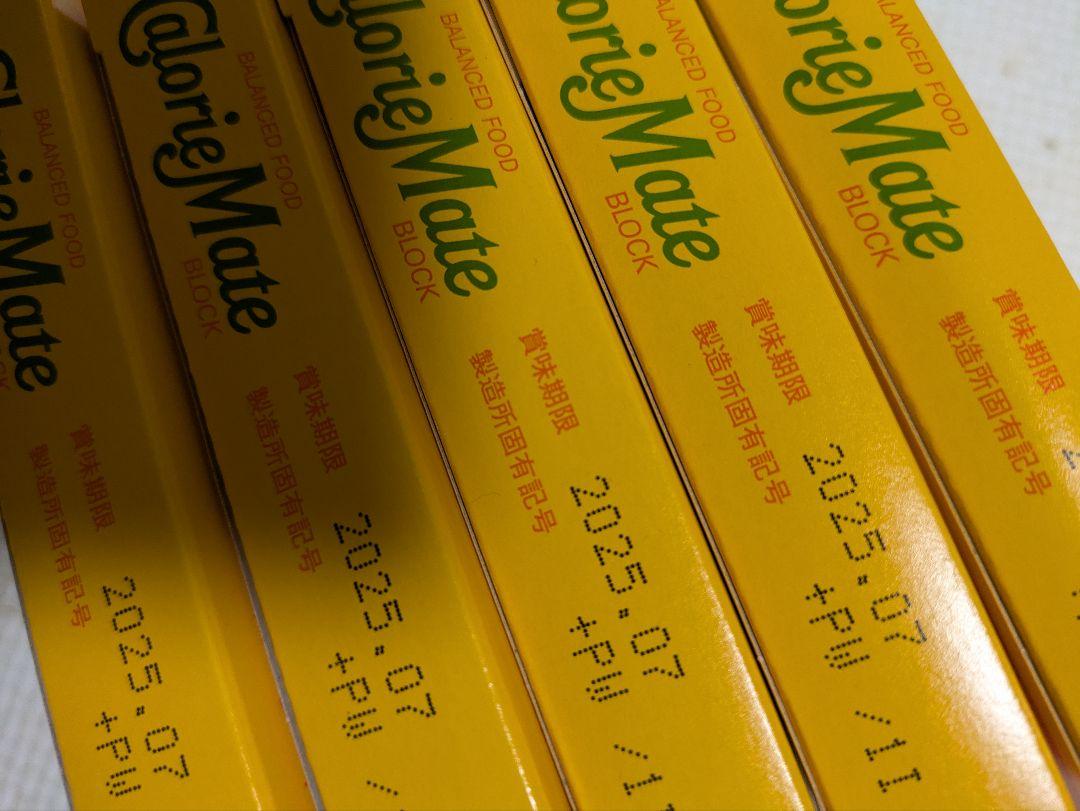 BALANCED FOOD
CalorieMate
賞味期限 2025.07
製造所固有記号 +PW
BALANCED FOOD
CalorieMate
BLOCK
賞味期限 2025.07
製造所固有記号 +PW /
BALANCED FOOD
CalorieMate
BLOCK
賞味期限 2025.07
製造所固有記号 +PW /1I
BALANCED FOOD
orieMate
BLOCK
賞味期限 2025.07
製造所固有記号 +PW /1I
BALANCED FOOD
orieMate
BLOCK
賞味期限
製造所固有記号